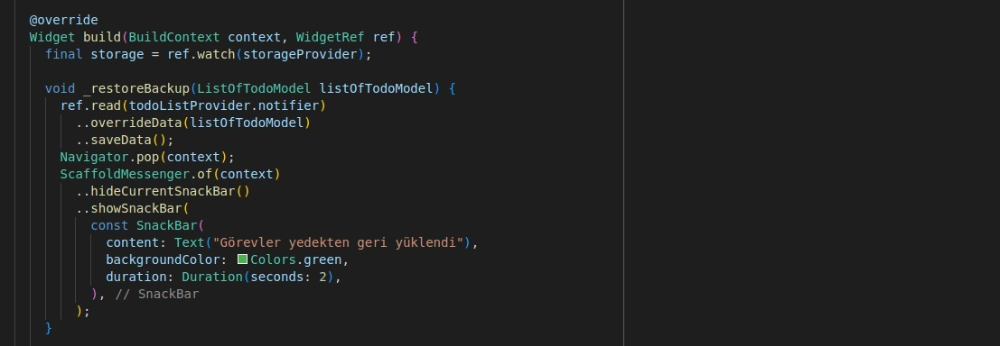 @override
Widget build(BuildContext context, WidgetRef ref) {
final storage = ref.watch(storageProvider);
void _restoreBackup(ListOfTodoModel listOfTodoModel) {
ref.read(todoListProvider.notifier)
..overrideData(listOfTodoModel)
..saveData();
Navigator.pop(context);
ScaffoldMessenger.of(context)
..hideCurrentSnackBar()
..showSnackBar(
const SnackBar(
content: Text("Görevler yedekten geri yüklendi"),
backgroundColor: Colors.green,
duration: Duration(seconds: 2),
), // SnackBar
);
}